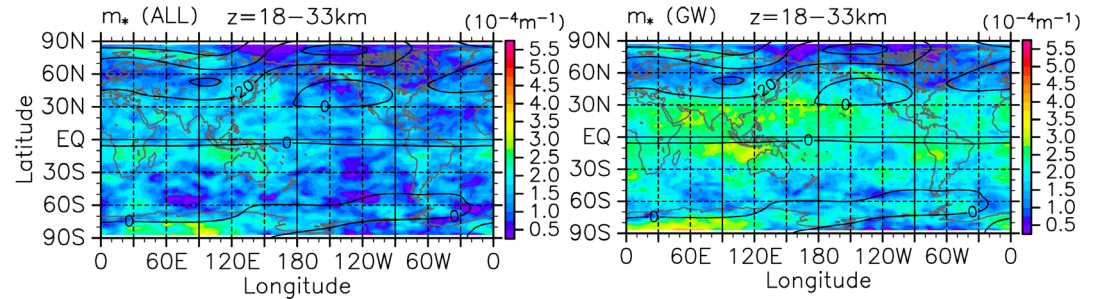 m* (ALL) z=18-33km (10⁻⁴m⁻¹)
90N
60N
30N
EQ
30S
60S
90S
Latitude
0 60E 120E 180 120W 60W 0
Longitude
5.5
5.0
4.5
4.0
3.5
3.0
2.5
2.0
1.5
1.0
0.5
20
0
0
0
0
m* (GW) z=18-33km (10⁻⁴m⁻¹)
90N
60N
30N
EQ
30S
60S
90S
0 60E 120E 180 120W 60W 0
Longitude
5.5
5.0
4.5
4.0
3.5
3.0
2.5
2.0
1.5
1.0
0.5
20
0
0
0
0